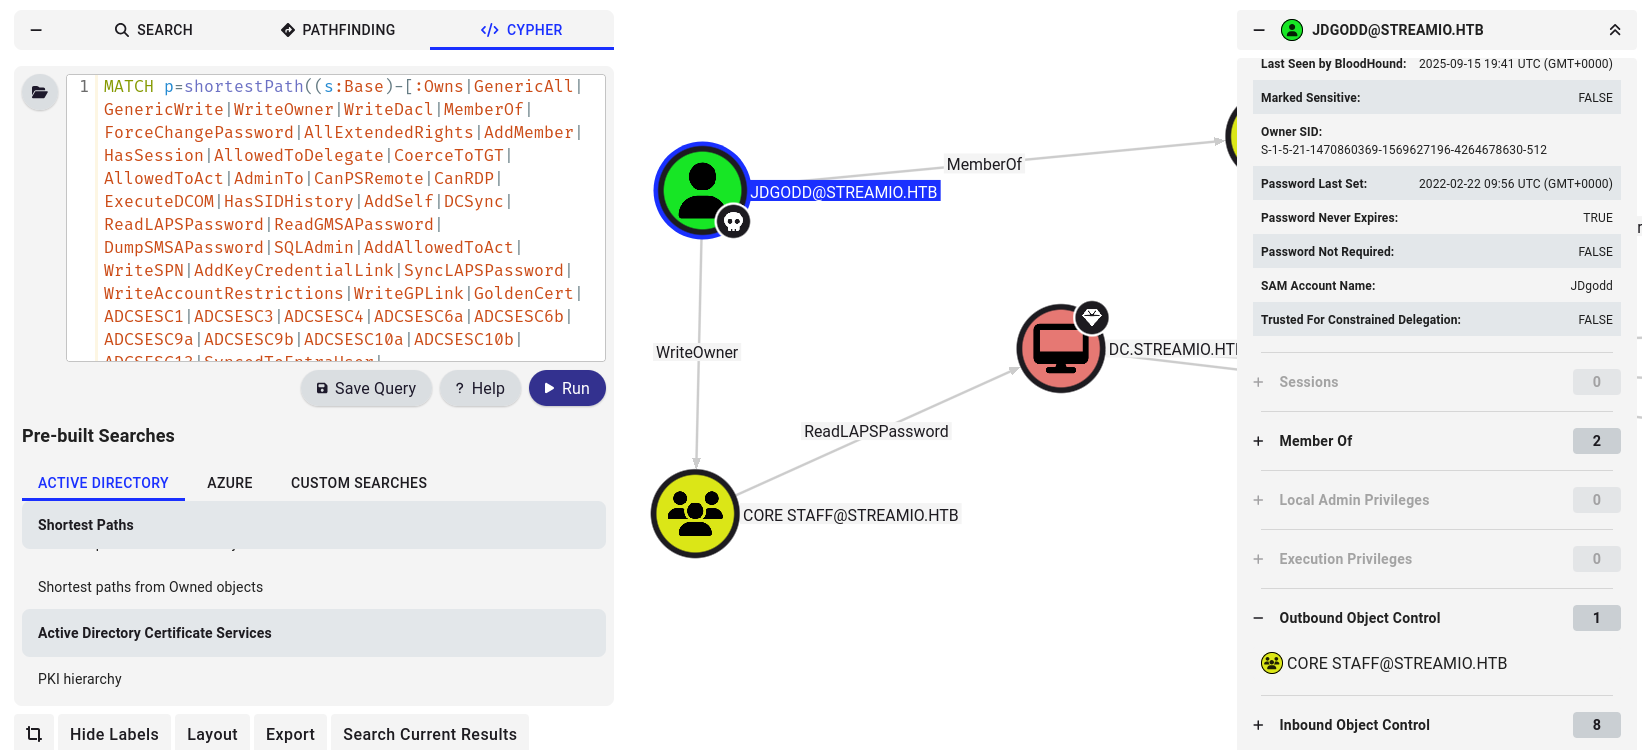 SEARCH
PATHFINDING
</> CYPHER
1 MATCH p=shortestPath((s:Base)-[:Owns|GenericAll|
GenericWrite|WriteOwner|WriteDacl|MemberOf|
ForceChangePassword|AllExtendedRights|AddMember|
HasSession|AllowedToDelegate|CoerceToTGT|
AllowedToAct|AdminTo|CanPSRemote|CanRDP|
ExecuteDCOM|HasSIDHistory|AddSelf|DCSync|
ReadLAPSPassword|ReadGMSAPassword|
DumpSMSAPassword|SQLAdmin|AddAllowedToAct|
WriteSPN|AddKeyCredentialLink|SyncLAPSPassword|
WriteAccountRestrictions|WriteGPLink|GoldenCert|
ADCSESC1|ADCSESC3|ADCSESC4|ADCSESC6a|ADCSESC6b|
ADCSESC9a|ADCSESC9b|ADCSESC10a|ADCSESC10b|
ADCSESC13|SyncedToEntraUser|
Save Query
? Help
Run
Pre-built Searches
ACTIVE DIRECTORY
AZURE
CUSTOM SEARCHES
Shortest Paths
Shortest paths from Owned objects
Active Directory Certificate Services
PKI hierarchy
Hide Labels
Layout
Export
Search Current Results
MemberOf
JDGODD@STREAMIO.HTB
WriteOwner
DC.STREAMIO.HTB
ReadLAPSPassword
CORE STAFF@STREAMIO.HTB
JDGODD@STREAMIO.HTB
Last Seen by BloodHound: 2025-09-15 19:41 UTC (GMT+0000)
Marked Sensitive: FALSE
Owner SID:
S-1-5-21-1470860369-1569627196-4264678630-512
Password Last Set: 2022-02-22 09:56 UTC (GMT+0000)
Password Never Expires: TRUE
Password Not Required: FALSE
SAM Account Name: JDgodd
Trusted For Constrained Delegation: FALSE
+ Sessions 0
+ Member Of 2
+ Local Admin Privileges 0
+ Execution Privileges 0
− Outbound Object Control 1
CORE STAFF@STREAMIO.HTB
+ Inbound Object Control 8